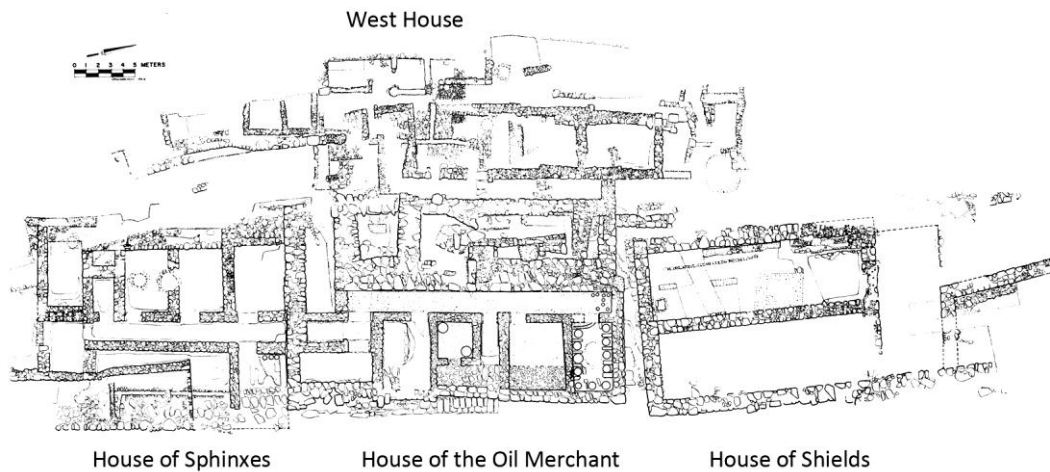 West House
0 1 2 3 4 5 METERS
House of Sphinxes
House of the Oil Merchant
House of Shields